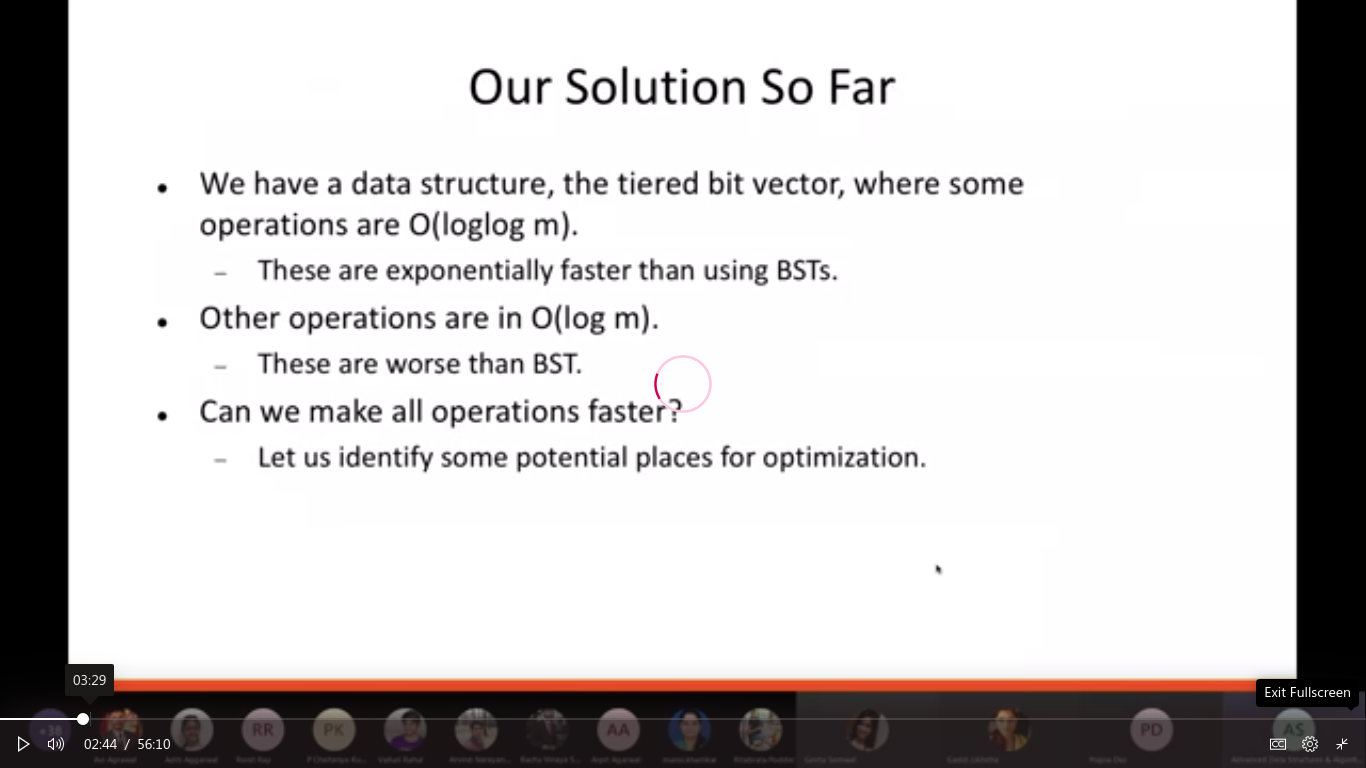 Our Solution So Far
• We have a data structure, the tiered bit vector, where some
operations are O(loglog m).
– These are exponentially faster than using BSTs.
• Other operations are in O(log m).
– These are worse than BST.
• Can we make all operations faster?
– Let us identify some potential places for optimization.
03:29
Exit Fullscreen
+38
RR
PK
AA
PD
AS
02:44 / 56:10
CC